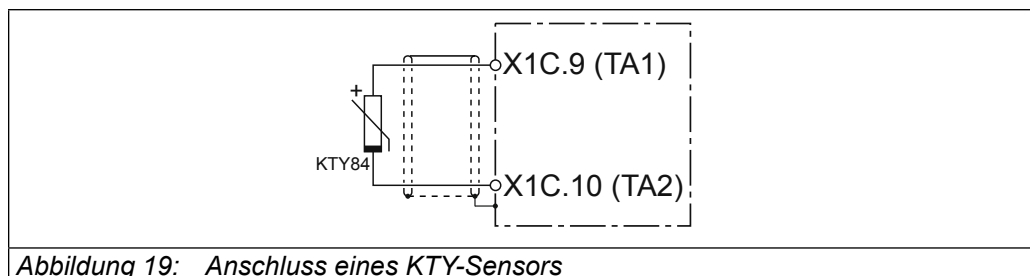 X1C.9 (TA1)
+
KTY84
X1C.10 (TA2)
Abbildung 19: Anschluss eines KTY-Sensors